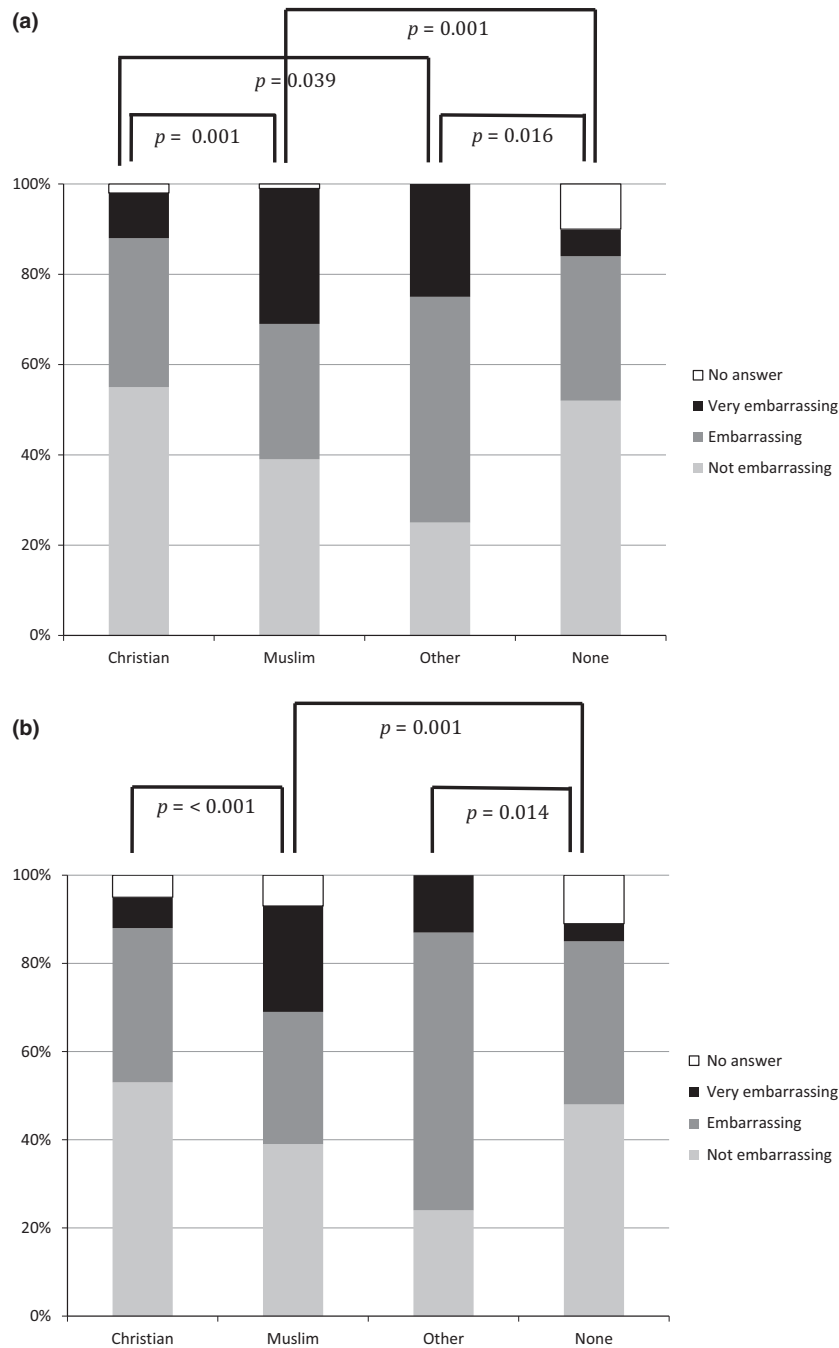 (a)
p = 0.001
p = 0.039
p = 0.001
p = 0.016
100%
80%
60%
40%
20%
0%
No answer
Very embarrassing
Embarrassing
Not embarrassing
Christian Muslim Other None
(b)
p = 0.001
p = < 0.001
p = 0.014
100%
80%
60%
40%
20%
0%
No answer
Very embarrassing
Embarrassing
Not embarrassing
Christian Muslim Other None